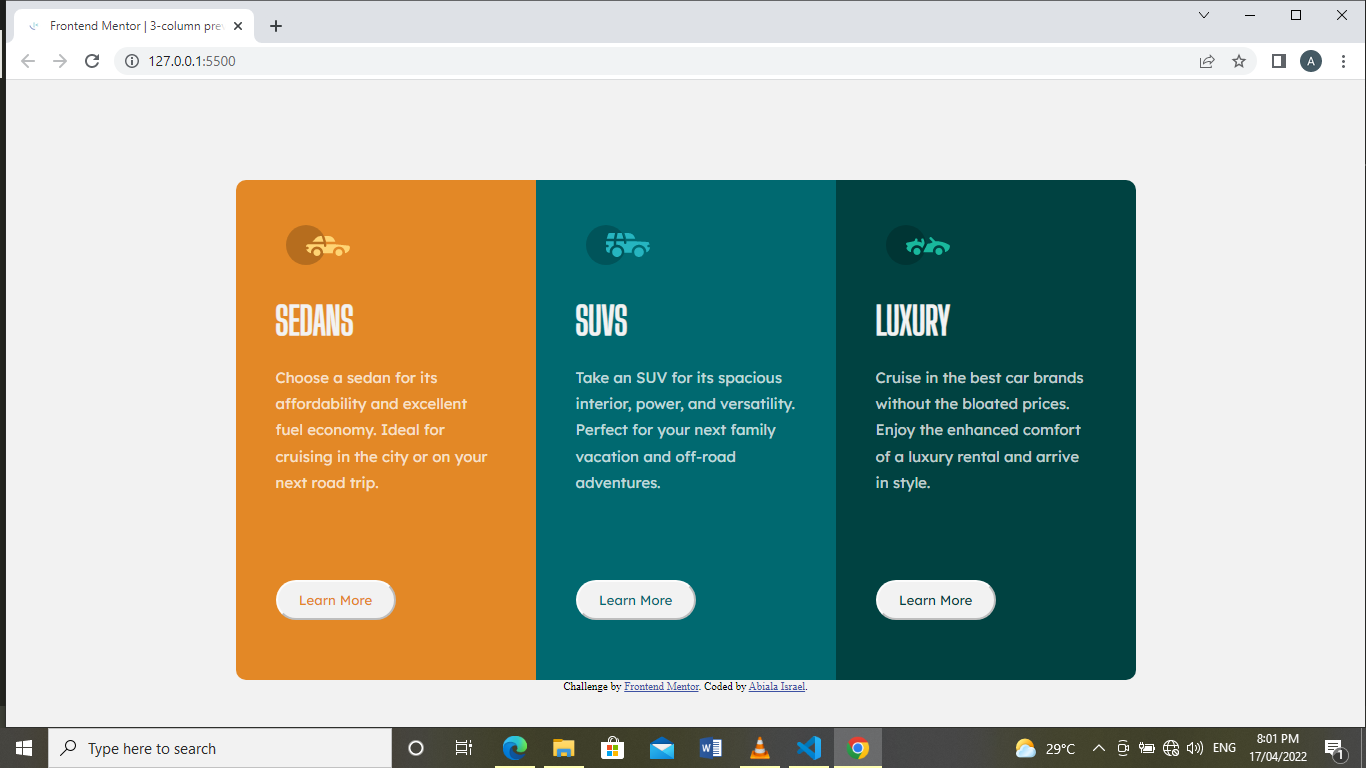 Frontend Mentor | 3-column pre
127.0.0.1:5500
A
SEDANS
Choose a sedan for its
affordability and excellent
fuel economy. Ideal for
cruising in the city or on your
next road trip.
Learn More
SUVS
Take an SUV for its spacious
interior, power, and versatility.
Perfect for your next family
vacation and off-road
adventures.
Learn More
LUXURY
Cruise in the best car brands
without the bloated prices.
Enjoy the enhanced comfort
of a luxury rental and arrive
in style.
Learn More
Challenge by Frontend Mentor. Coded by Abiala Israel.
Type here to search
29°C
ENG
8:01 PM
17/04/2022
1